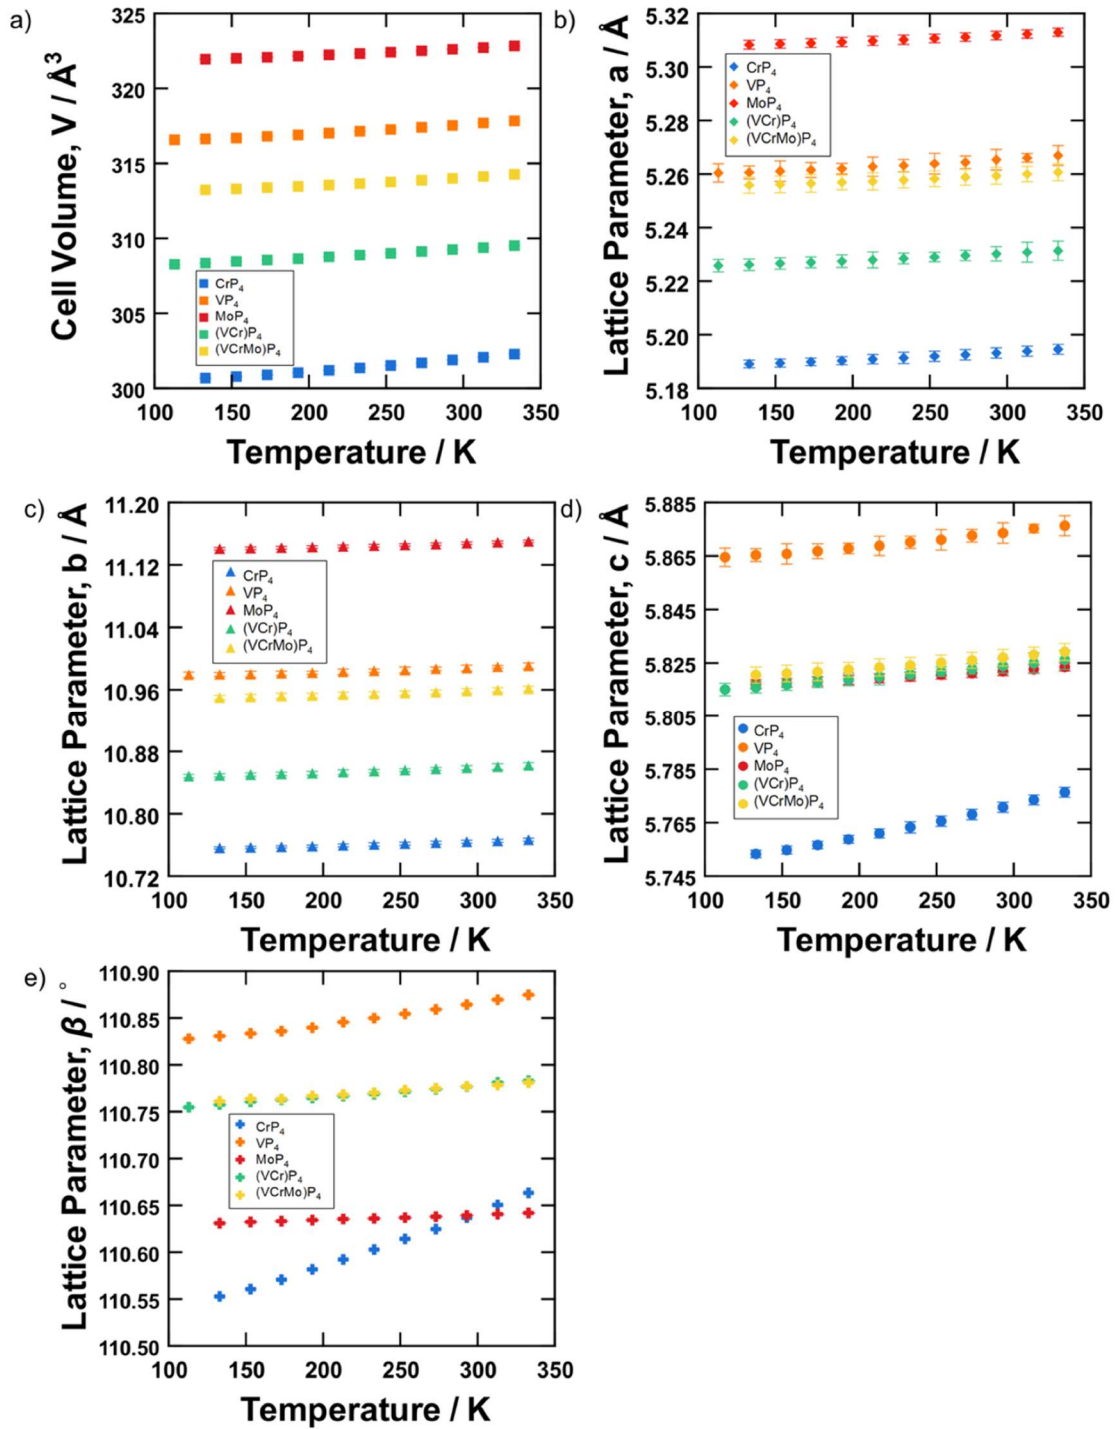 a)
Cell Volume, V / Å³
325
320
315
310
305
300
CrP₄
VP₄
MoP₄
(VCr)P₄
(VCrMo)P₄
100 150 200 250 300 350
Temperature / K
b)
Lattice Parameter, a / Å
5.32
5.30
5.28
5.26
5.24
5.22
5.20
5.18
CrP₄
VP₄
MoP₄
(VCr)P₄
(VCrMo)P₄
100 150 200 250 300 350
Temperature / K
c)
Lattice Parameter, b / Å
11.20
11.12
11.04
10.96
10.88
10.80
10.72
CrP₄
VP₄
MoP₄
(VCr)P₄
(VCrMo)P₄
100 150 200 250 300 350
Temperature / K
d)
Lattice Parameter, c / Å
5.885
5.865
5.845
5.825
5.805
5.785
5.765
5.745
CrP₄
VP₄
MoP₄
(VCr)P₄
(VCrMo)P₄
100 150 200 250 300 350
Temperature / K
e)
Lattice Parameter, β / °
110.90
110.85
110.80
110.75
110.70
110.65
110.60
110.55
110.50
CrP₄
VP₄
MoP₄
(VCr)P₄
(VCrMo)P₄
100 150 200 250 300 350
Temperature / K